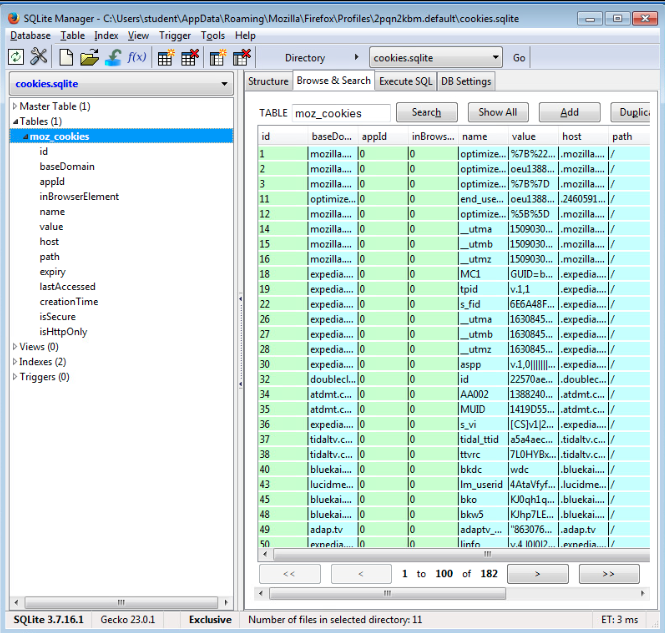 SQLite Manager - C:\Users\student\AppData\Roaming\Mozilla\Firefox\Profiles\2pqn2kbm.default\cookies.sqlite
Database Table Index View Trigger Tools Help
f(x) Directory cookies.sqlite Go
cookies.sqlite
Master Table (1)
Tables (1)
moz_cookies
id
baseDomain
appId
inBrowserElement
name
value
host
path
expiry
lastAccessed
creationTime
isSecure
isHttpOnly
Views (0)
Indexes (2)
Triggers (0)
Structure Browse & Search Execute SQL DB Settings
TABLE moz_cookies Search Show All Add Duplica
id baseDo... appId inBrows... name value host path
1 mozilla.... 0 0 optimize... %7B%22... .mozilla.... /
2 mozilla.... 0 0 optimize... oeu1388... .mozilla.... /
3 mozilla.... 0 0 optimize... %7B%7D .mozilla.... /
11 optimize... 0 0 end_use... oeu1388... .2460591... /
12 mozilla.... 0 0 optimize... %5B%5D .mozilla.... /
14 mozilla.... 0 0 __utma 1509030... .mozilla.... /
15 mozilla.... 0 0 __utmb 1509030... .mozilla.... /
16 mozilla.... 0 0 __utmz 1509030... .mozilla.... /
18 expedia.... 0 0 MC1 GUID=b... .expedia.... /
19 expedia.... 0 0 tpid v.1,1 .expedia.... /
22 expedia.... 0 0 s_fid 6E6A48F... .expedia.... /
26 expedia.... 0 0 __utma 1630845... .expedia.... /
27 expedia.... 0 0 __utmb 1630845... .expedia.... /
28 expedia.... 0 0 __utmz 1630845... .expedia.... /
30 expedia.... 0 0 aspp v.1,0|||||||... .expedia.... /
32 doublecl... 0 0 id 22570ae... .doublec... /
34 atdmt.c... 0 0 AA002 1388240... .atdmt.c... /
35 atdmt.c... 0 0 MUID 1419D55... .atdmt.c... /
36 expedia.... 0 0 s_vi [CS]v1|2... .expedia.... /
37 tidaltv.c... 0 0 tidal_ttid a5a4aec... .tidaltv.c... /
38 tidaltv.c... 0 0 ttvrc 7L0HYBx... .tidaltv.c... /
40 bluekai.... 0 0 bkdc wdc .bluekai.... /
43 lucidme... 0 0 lm_userid 4AtaVfyf... .lucidme... /
45 bluekai.... 0 0 bko KJ0qh1q... .bluekai.... /
48 bluekai.... 0 0 bkw5 KJhp7LE... .bluekai.... /
49 adap.tv 0 0 adaptv_... "863076... .adap.tv /
50 expedia.... 0 0 linfo v.4,|0|0|2... .expedia.... /
<< < 1 to 100 of 182 > >>
SQLite 3.7.16.1 Gecko 23.0.1 Exclusive Number of files in selected directory: 11 ET: 3 ms